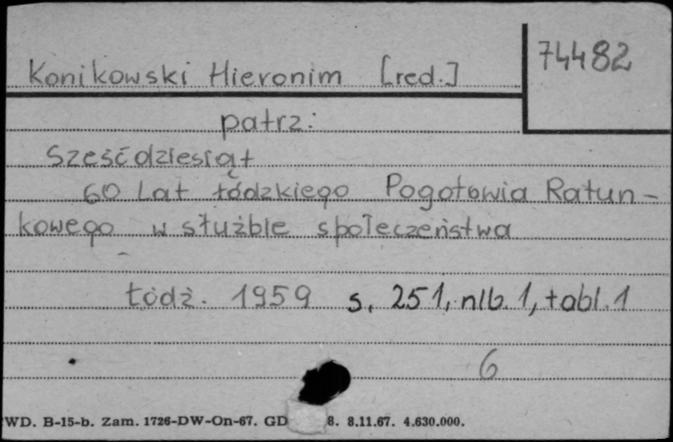 74482
Konikowski Hieronim [red.]
patrz:
Sześćdziesiąt
60 Lat Łódzkiego Pogotowia Ratun-
kowego w służbie społeczeństwa
Łódź. 1959 s. 251, nlb. 1, tabl. 1
6
WD. B-15-b. Zam. 1726-DW-On-67. GD 8. 8.11.67. 4.630.000.